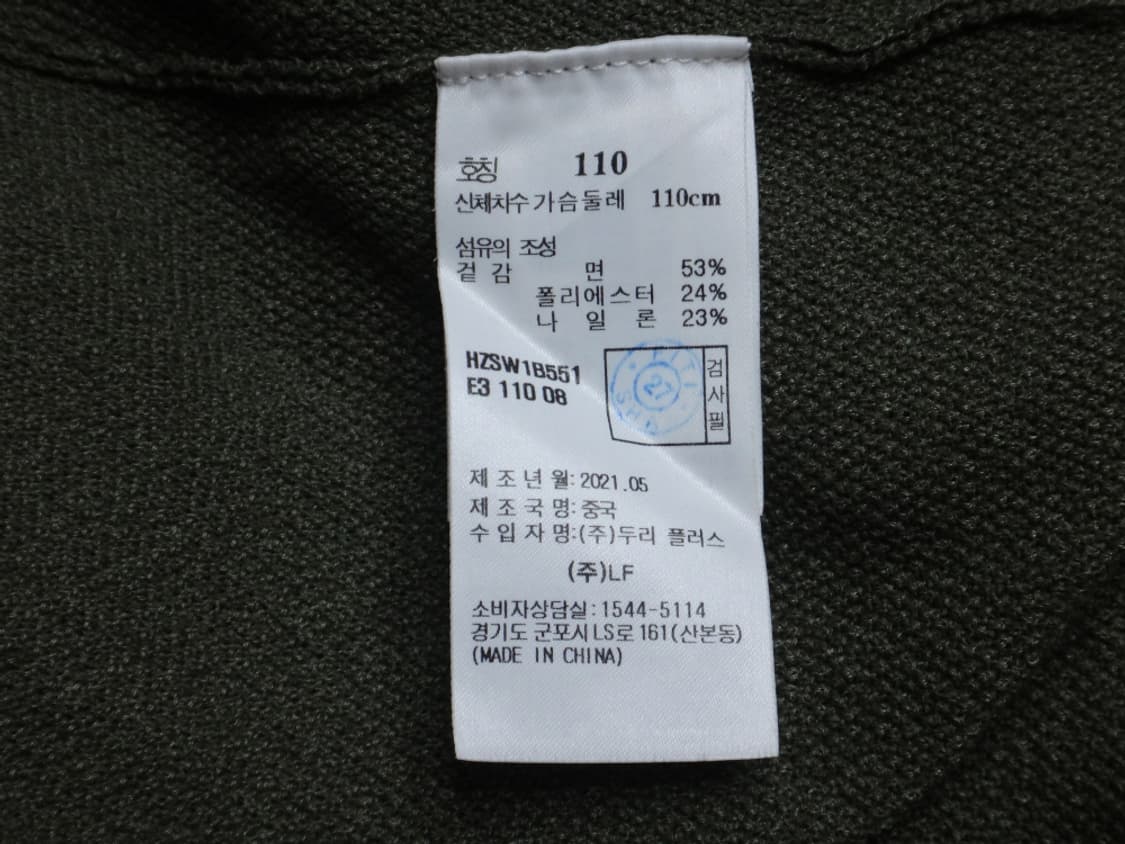 호칭 110
신체치수 가슴둘레 110cm
섬유의 조성
겉감 면 53%
폴리에스터 24%
나일론 23%
HZSW1B551
E3 110 08
FITI
27
SHA
검사필
제조년월: 2021.05
제조국명: 중국
수입자명:(주)두리 플러스
(주)LF
소비자상담실: 1544-5114
경기도 군포시 LS로 161(산본동)
(MADE IN CHINA)